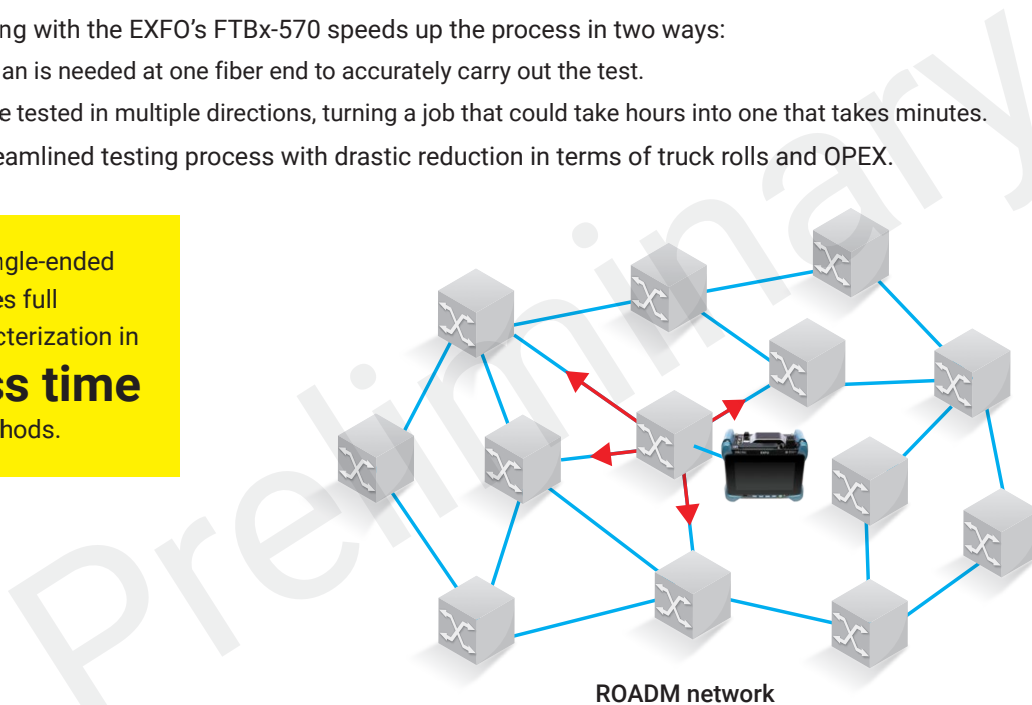 ng with the EXFO's FTBx-570 speeds up the process in two ways:
an is needed at one fiber end to accurately carry out the test.
e tested in multiple directions, turning a job that could take hours into one that takes minutes.
eamlined testing process with drastic reduction in terms of truck rolls and OPEX.
ngle-ended
es full
cterization in
ss time
hods.
Preliminary
ROADM network